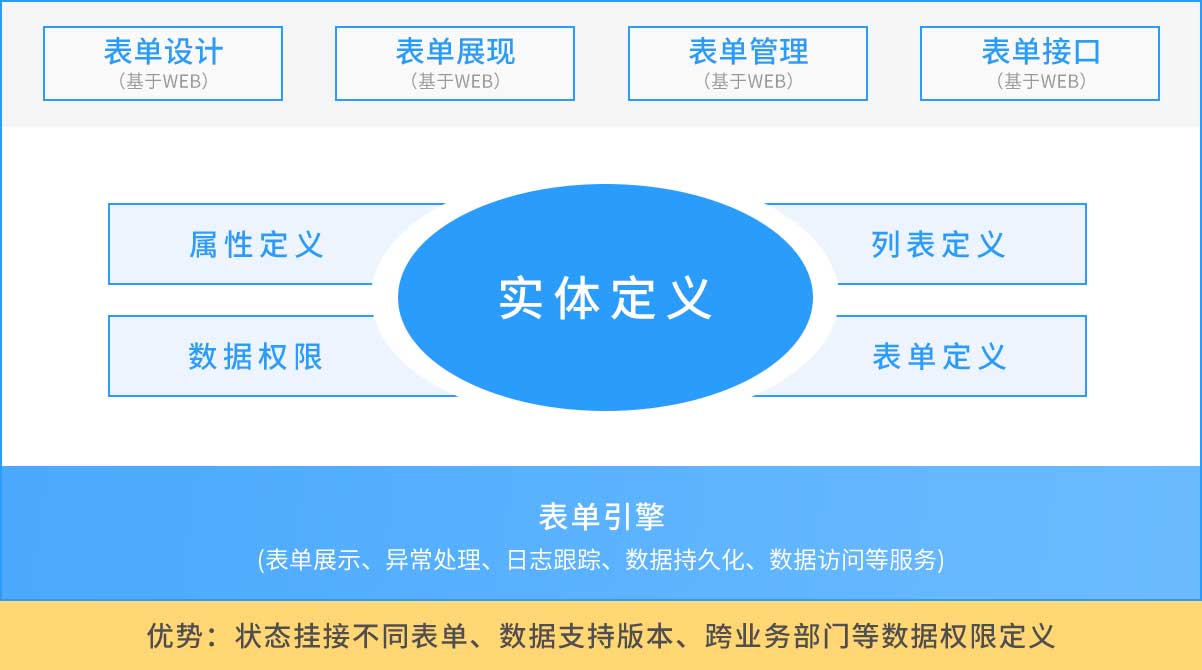 表单设计
（基于WEB）
表单展现
（基于WEB）
表单管理
（基于WEB）
表单接口
（基于WEB）
属性定义
数据权限
实体定义
列表定义
表单定义
表单引擎
(表单展示、异常处理、日志跟踪、数据持久化、数据访问等服务)
优势：状态挂接不同表单、数据支持版本、跨业务部门等数据权限定义